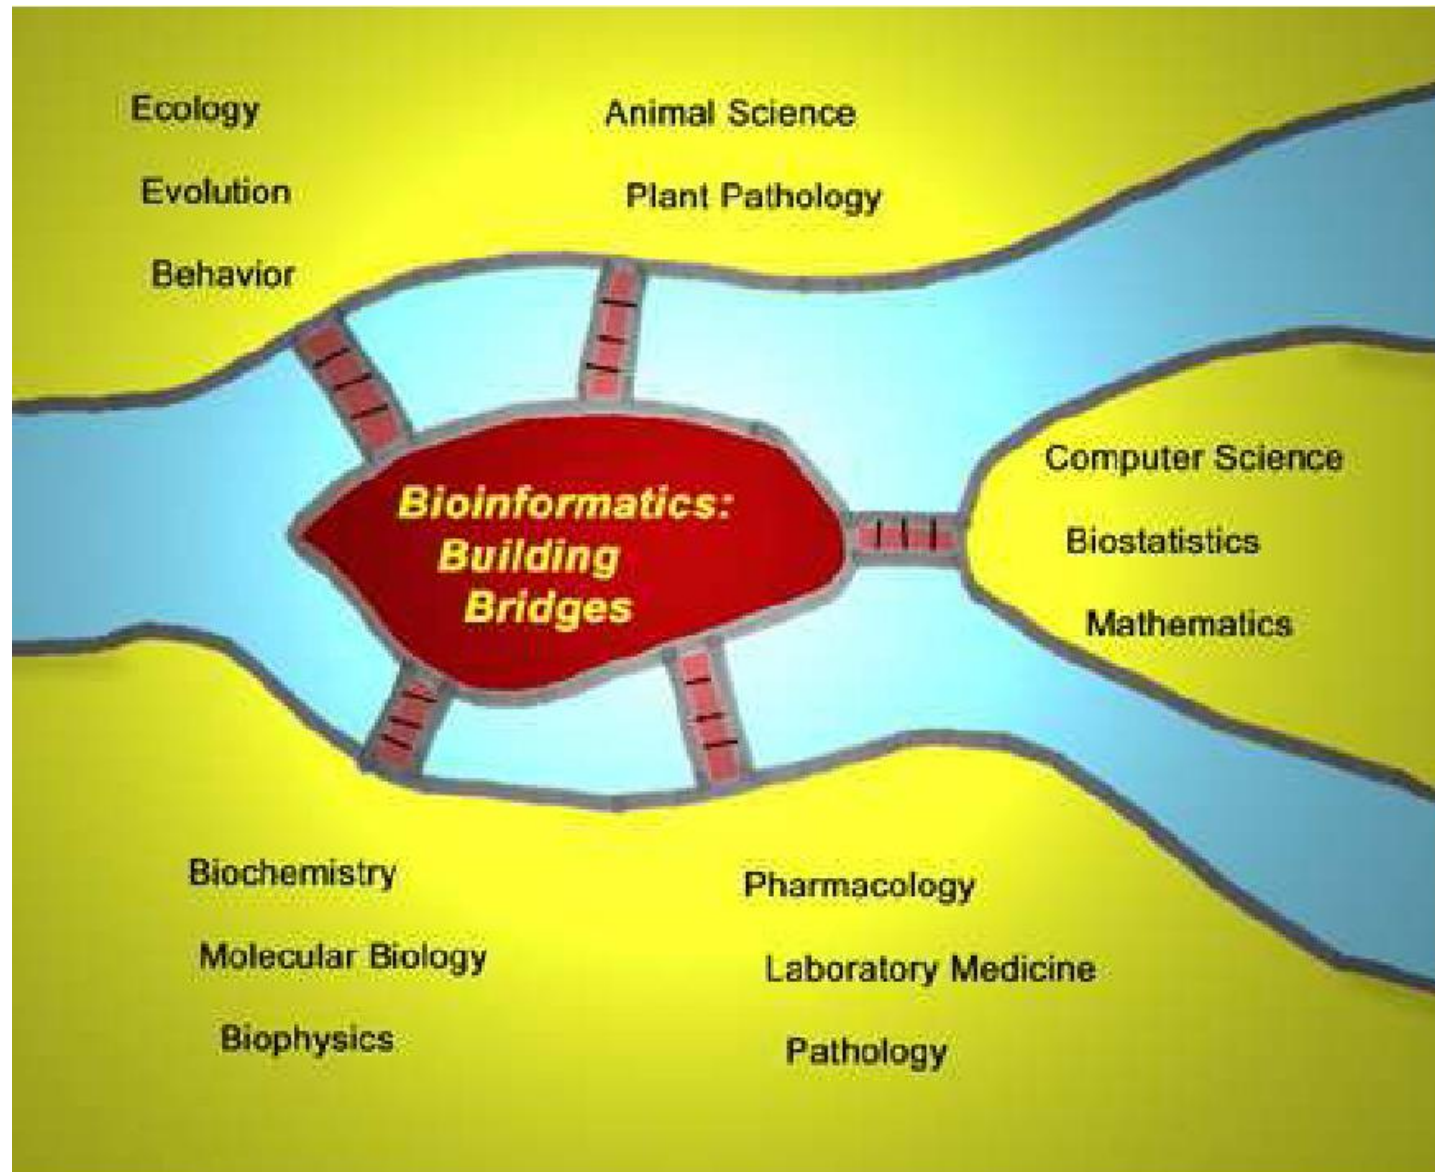 Ecology
Evolution
Behavior
Animal Science
Plant Pathology
Bioinformatics:
Building
Bridges
Computer Science
Biostatistics
Mathematics
Biochemistry
Molecular Biology
Biophysics
Pharmacology
Laboratory Medicine
Pathology